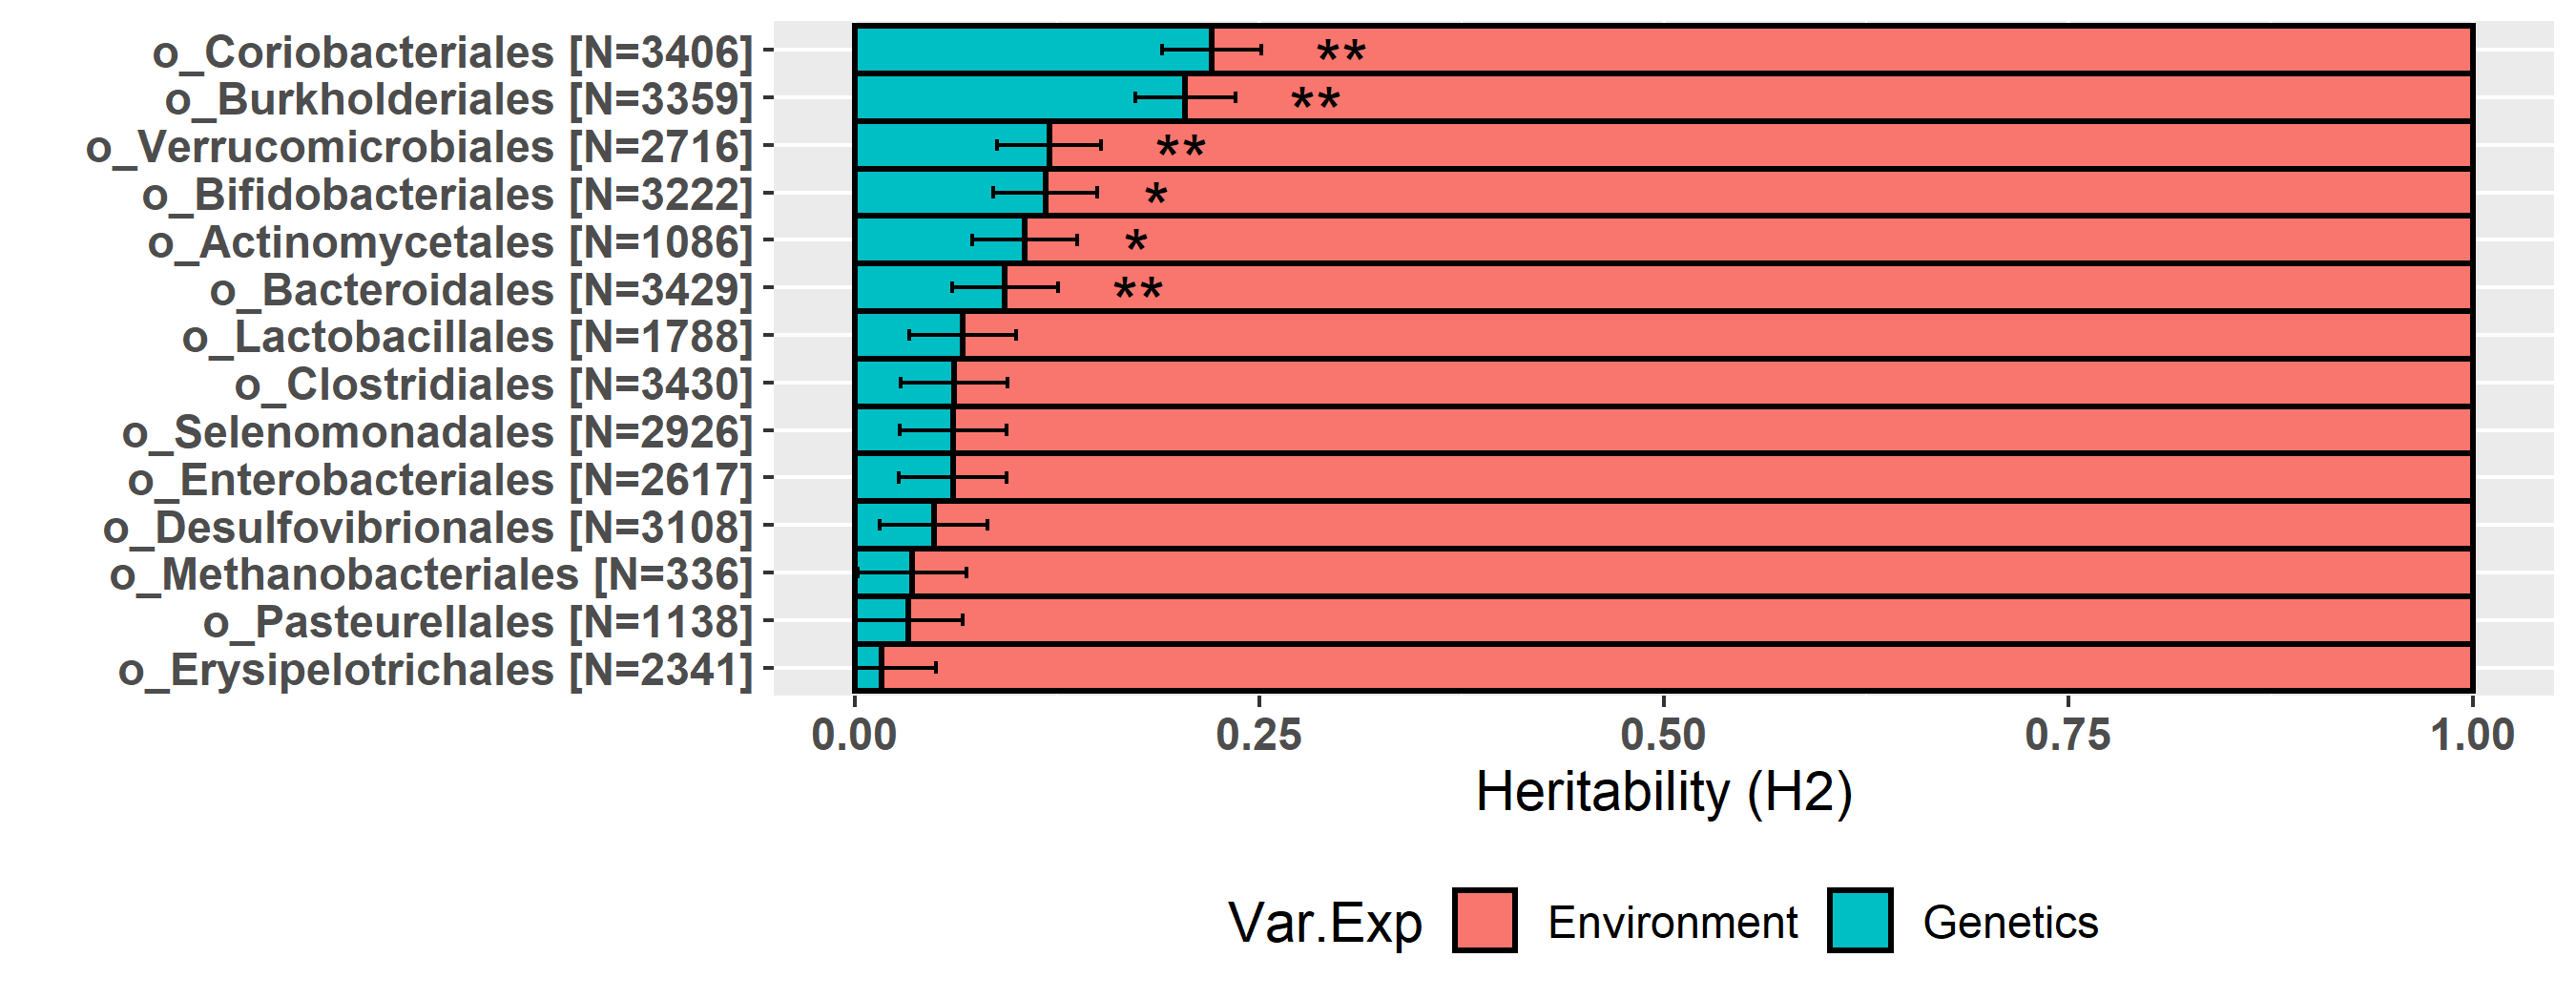 o_Coriobacteriales [N=3406]
**
o_Burkholderiales [N=3359]
**
o_Verrucomicrobiales [N=2716]
**
o_Bifidobacteriales [N=3222]
*
o_Actinomycetales [N=1086]
*
o_Bacteroidales [N=3429]
**
o_Lactobacillales [N=1788]
o_Clostridiales [N=3430]
o_Selenomonadales [N=2926]
o_Enterobacteriales [N=2617]
o_Desulfovibrionales [N=3108]
o_Methanobacteriales [N=336]
o_Pasteurellales [N=1138]
o_Erysipelotrichales [N=2341]
0.00 0.25 0.50 0.75 1.00
Heritability (H2)
Var.Exp Environment Genetics